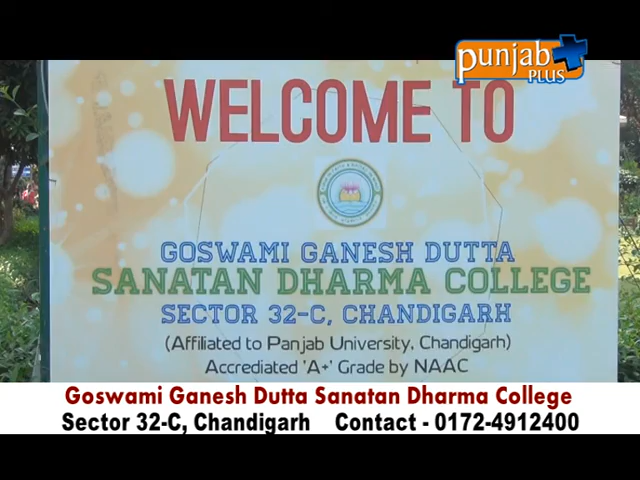 punjab
PLUS
WELCOME TO
GOSWAMI GANESH DUTTA
SANATAN DHARMA COLLEGE
SECTOR 32-C, CHANDIGARH
(Affiliated to Panjab University, Chandigarh)
Accredited 'A+' Grade by NAAC
Goswami Ganesh Dutta Sanatan Dharma College
Sector 32-C, Chandigarh Contact - 0172-4912400